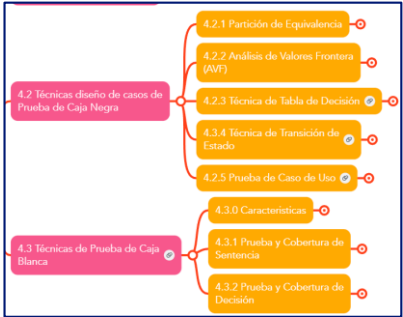 4.2 Técnicas diseño de casos de
Prueba de Caja Negra
4.2.1 Partición de Equivalencia
4.2.2 Análisis de Valores Frontera
(AVF)
4.2.3 Técnica de Tabla de Decisión
4.3.4 Técnica de Transición de
Estado
4.2.5 Prueba de Caso de Uso
4.3 Técnicas de Prueba de Caja
Blanca
4.3.0 Caracteristicas
4.3.1 Prueba y Cobertura de
Sentencia
4.3.2 Prueba y Cobertura de
Decisión